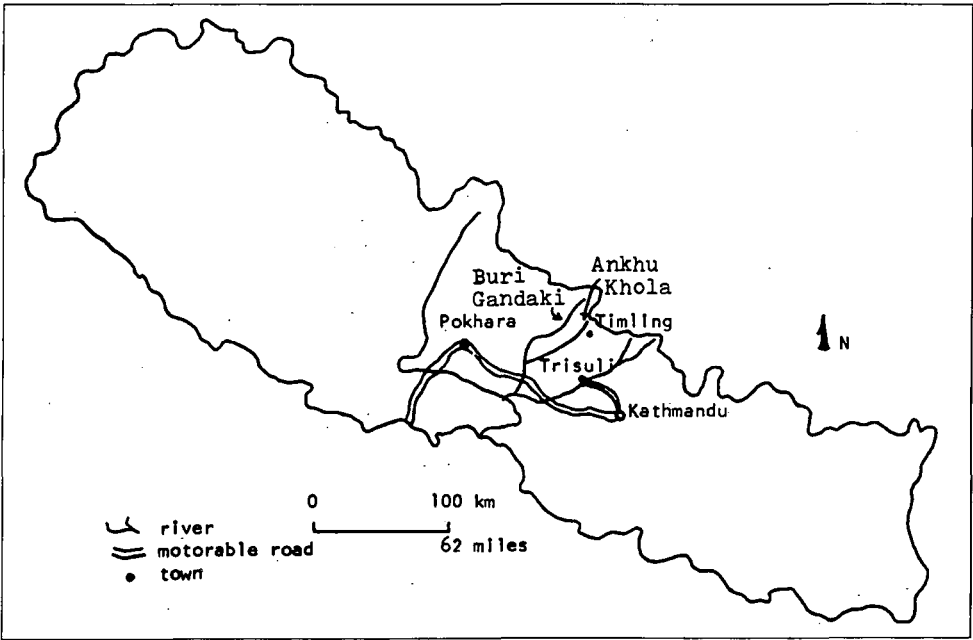 Ankhu
Khola
Buri
Gandaki
Pokhara
Timling
Trisuli
Kathmandu
N
0 100 km
62 miles
river
motorable road
town